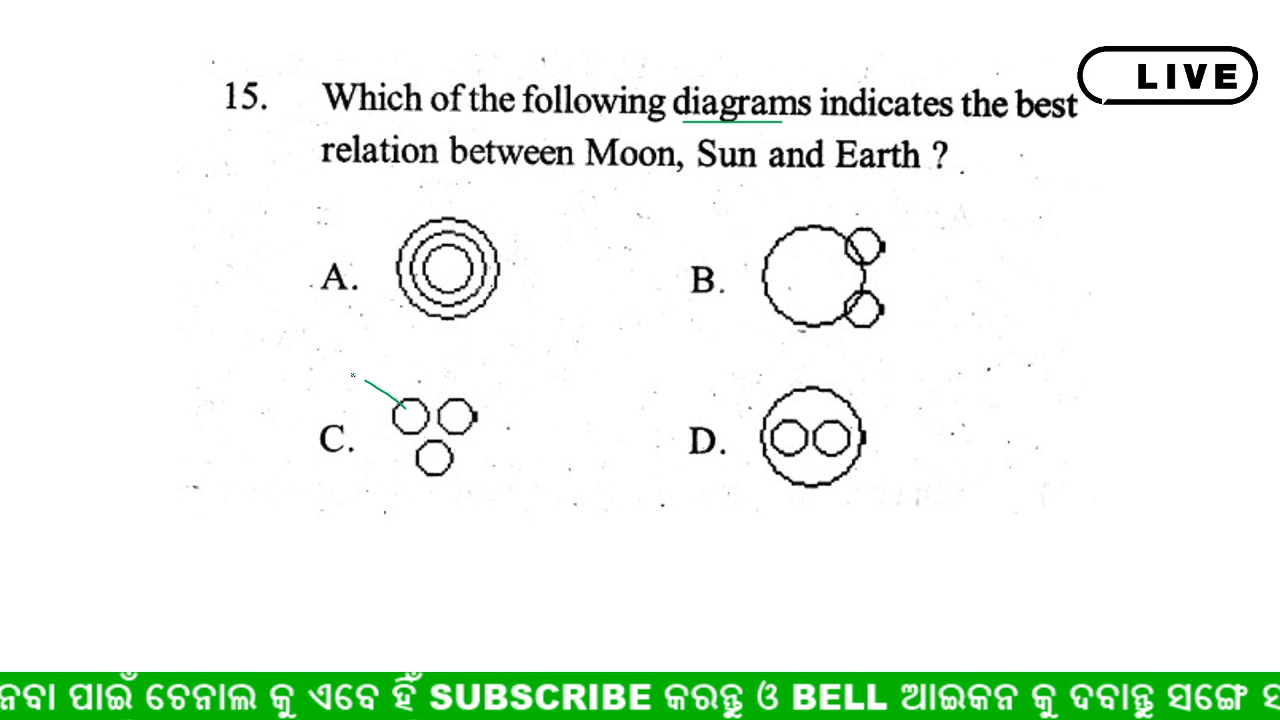 LIVE
15. Which of the following diagrams indicates the best
relation between Moon, Sun and Earth ?
A. B.
C. D.
ନବା ପାଇଁ ଚେନାଲ କୁ ଏବେ ହିଁ SUBSCRIBE କରନ୍ତୁ ଓ BELL ଆଇକନ କୁ ଦବାନ୍ତୁ ସଙ୍ଗେ ସ